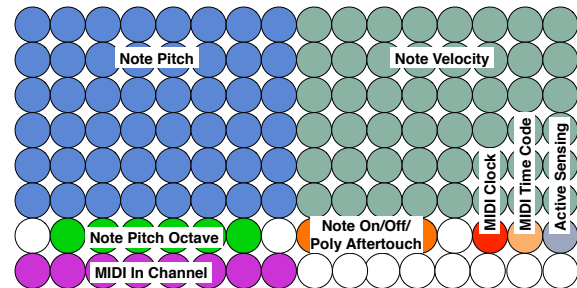 Note Pitch
Note Velocity
MIDI Clock
MIDI Time Code
Active Sensing
Note Pitch Octave
Note On/Off/
Poly Aftertouch
MIDI In Channel